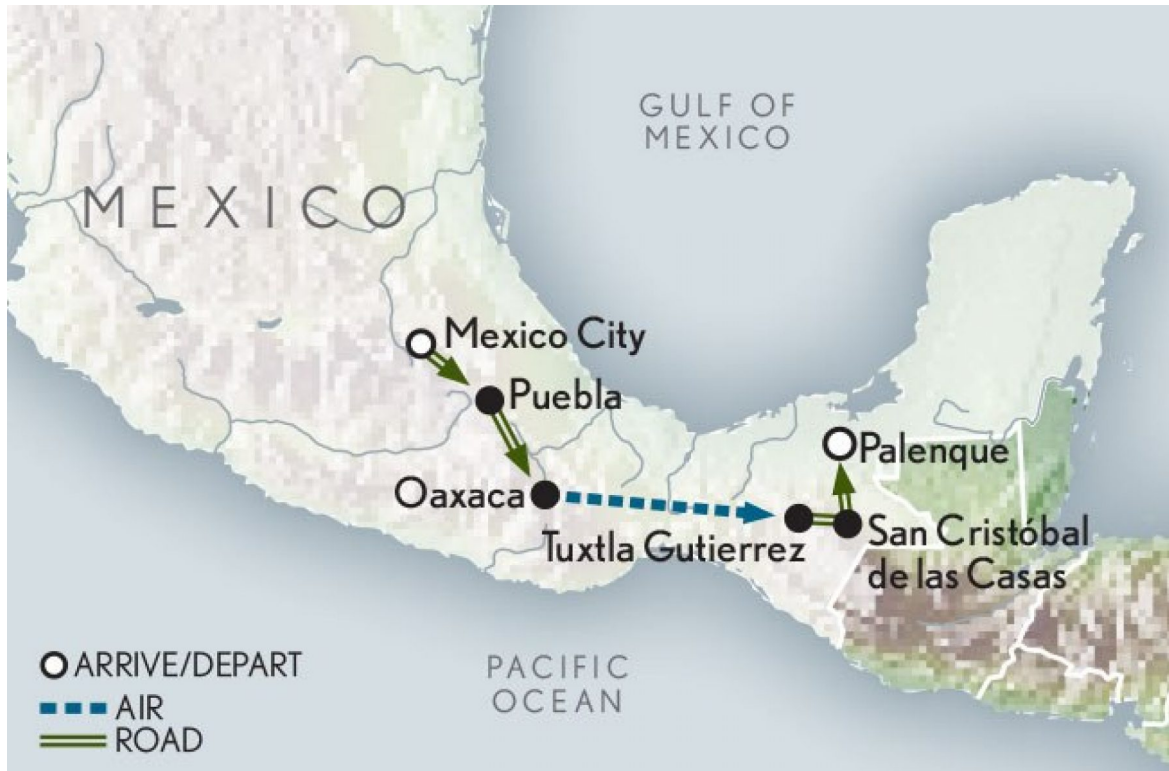 GULF OF
MEXICO
MEXICO
Mexico City
Puebla
Palenque
Oaxaca
Tuxtla Gutierrez
San Cristóbal
de las Casas
ARRIVE/DEPART
AIR
ROAD
PACIFIC
OCEAN